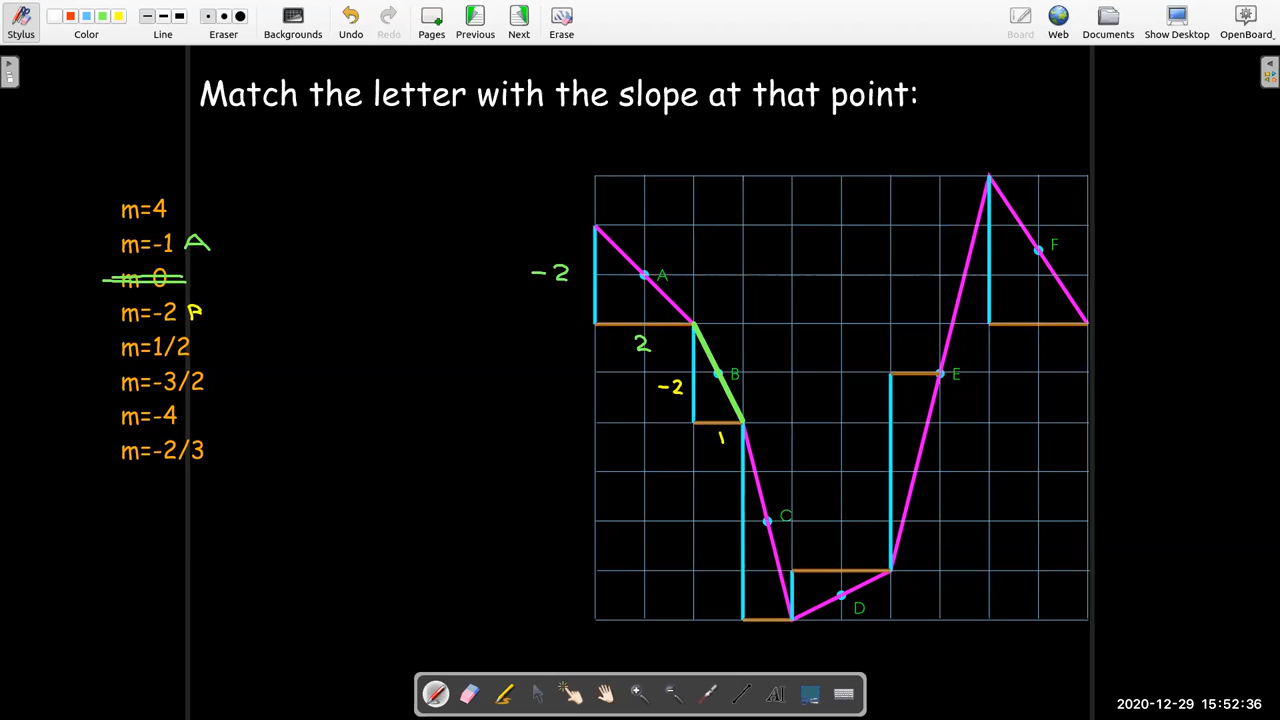 Stylus Color Line Eraser Backgrounds Undo Redo Pages Previous Next Erase Board Web Documents Show Desktop OpenBoard
Match the letter with the slope at that point:
m=4
m=-1 A
m=0
m=-2
m=1/2
m=-3/2
m=-4
m=-2/3
-2
2
-2
1
A
B
C
D
E
F
AI
2020-12-29 15:52:36